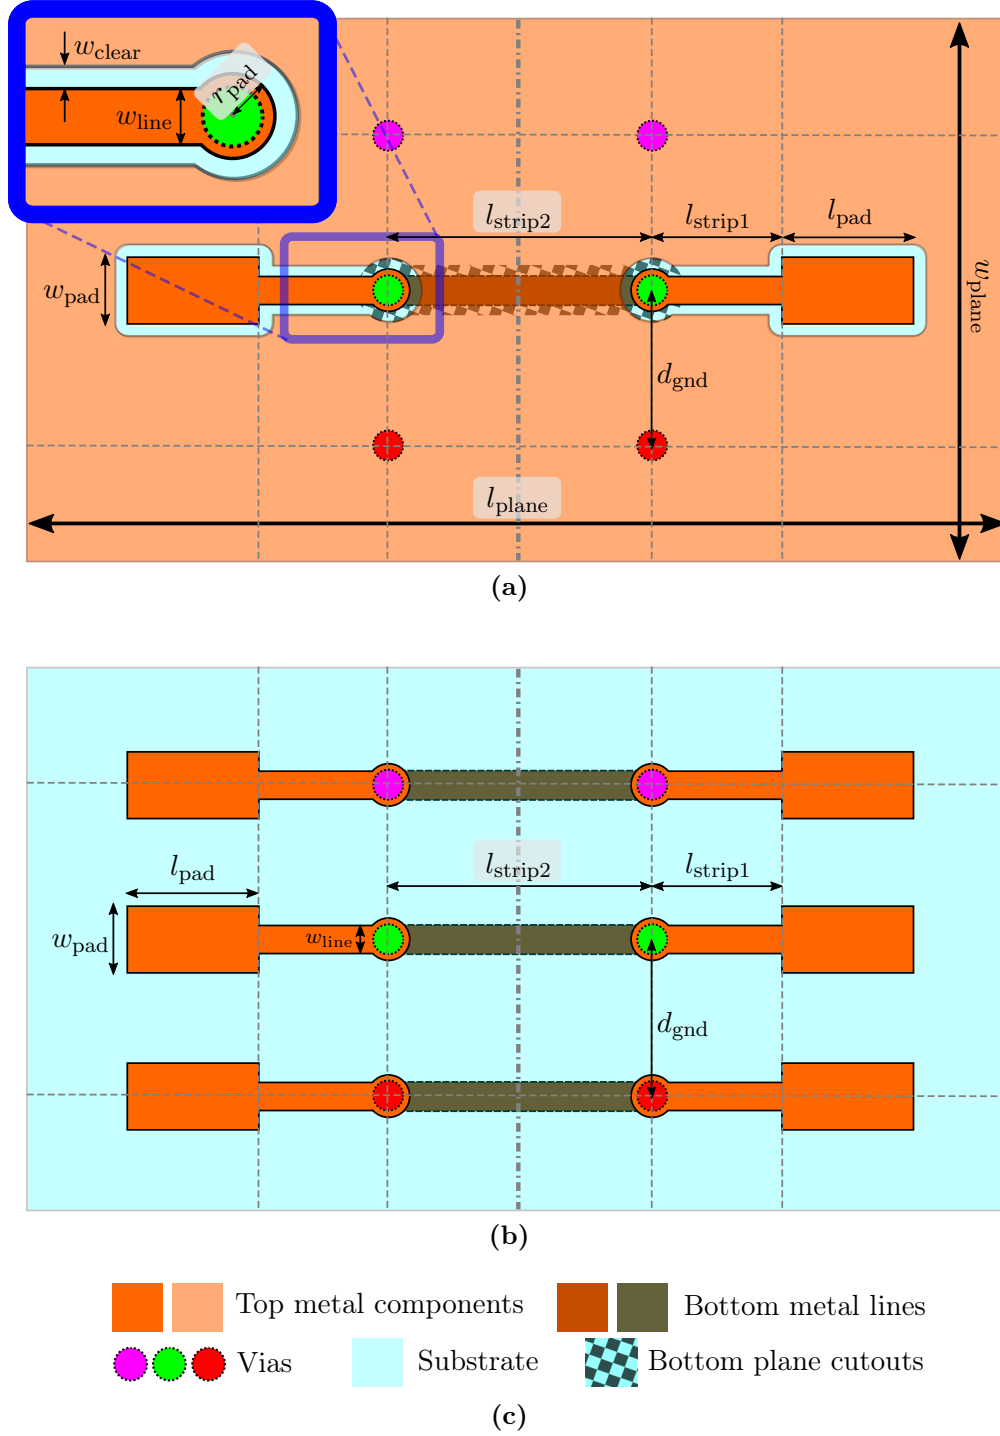 w_clear
r_pad
w_line
l_strip2
l_strip1
l_pad
w_pad
w_plane
d_gnd
l_plane
(a)
l_pad
l_strip2
l_strip1
w_pad
w_line
d_gnd
(b)
Top metal components
Bottom metal lines
Vias
Substrate
Bottom plane cutouts
(c)